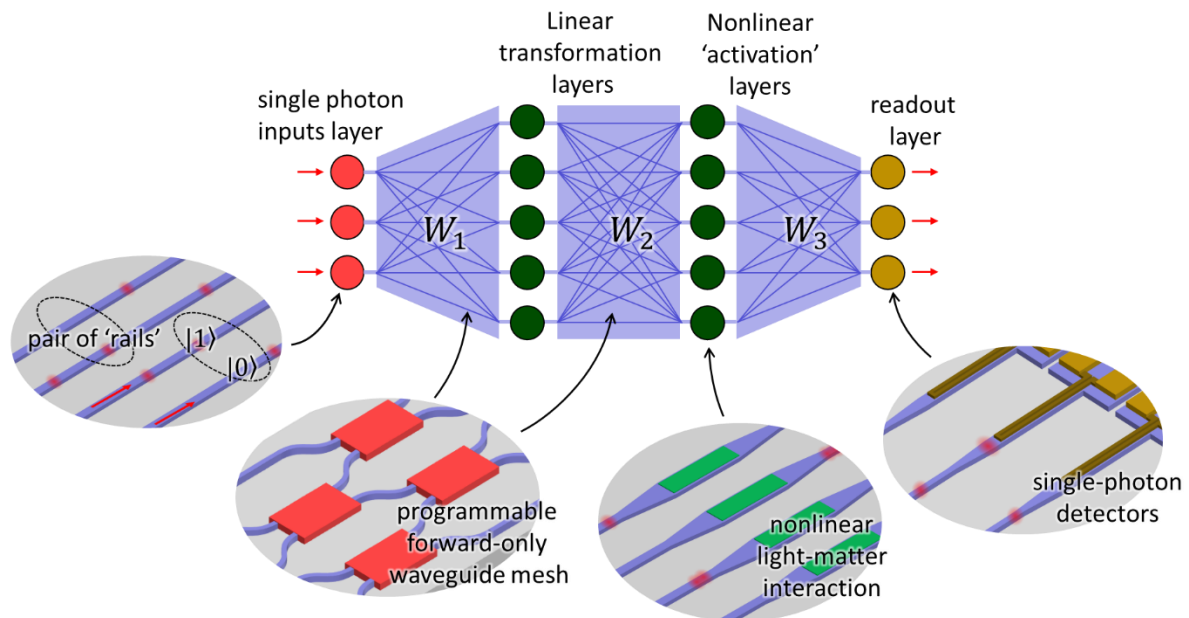 single photon
inputs layer
Linear
transformation
layers
Nonlinear
‘activation’
layers
readout
layer
W₁
W₂
W₃
pair of ‘rails’
|1⟩
|0⟩
programmable
forward-only
waveguide mesh
nonlinear
light-matter
interaction
single-photon
detectors